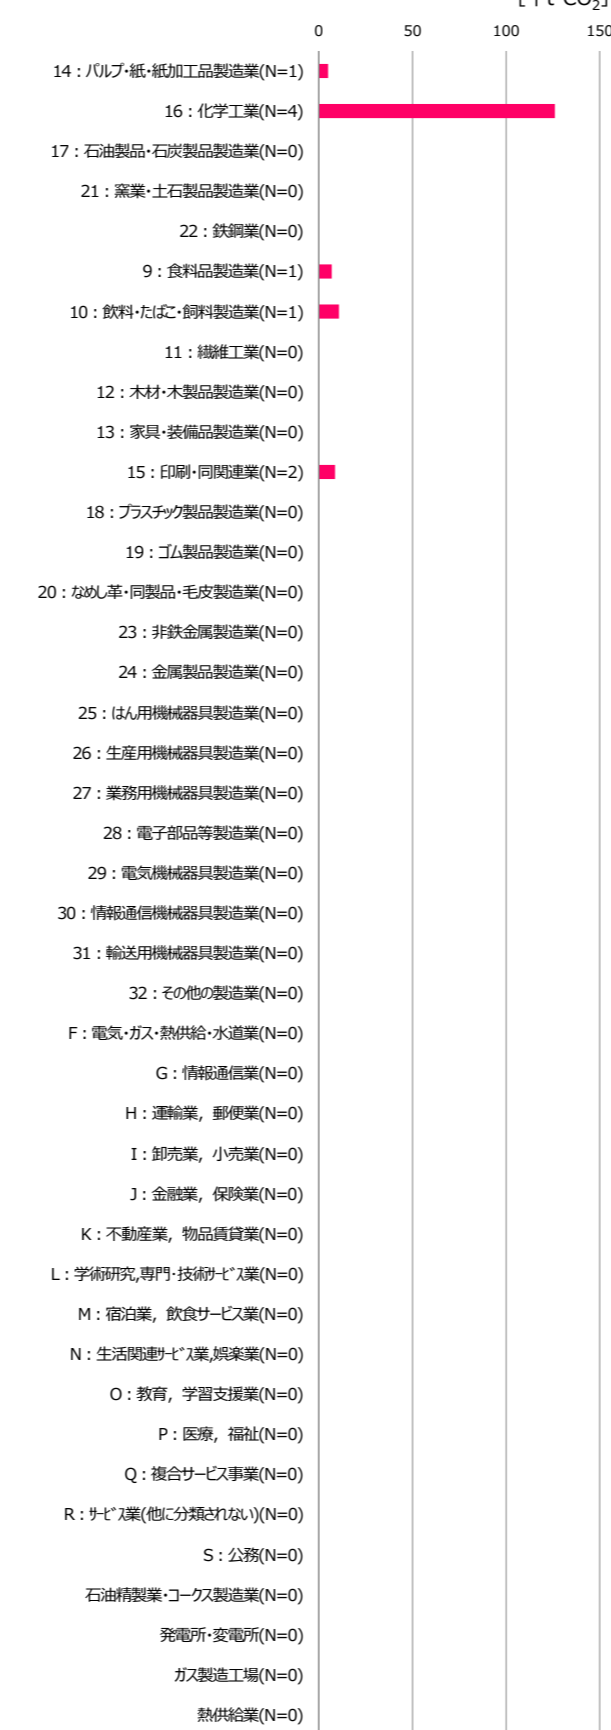 0 50 100 150
14：パルプ・紙・紙加工品製造業(N=1)
16：化学工業(N=4)
17：石油製品・石炭製品製造業(N=0)
21：窯業・土石製品製造業(N=0)
22：鉄鋼業(N=0)
9：食料品製造業(N=1)
10：飲料・たばこ・飼料製造業(N=1)
11：繊維工業(N=0)
12：木材・木製品製造業(N=0)
13：家具・装備品製造業(N=0)
15：印刷・同関連業(N=2)
18：プラスチック製品製造業(N=0)
19：ゴム製品製造業(N=0)
20：なめし革・同製品・毛皮製造業(N=0)
23：非鉄金属製造業(N=0)
24：金属製品製造業(N=0)
25：はん用機械器具製造業(N=0)
26：生産用機械器具製造業(N=0)
27：業務用機械器具製造業(N=0)
28：電子部品等製造業(N=0)
29：電気機械器具製造業(N=0)
30：情報通信機械器具製造業(N=0)
31：輸送用機械器具製造業(N=0)
32：その他の製造業(N=0)
F：電気・ガス・熱供給・水道業(N=0)
G：情報通信業(N=0)
H：運輸業，郵便業(N=0)
I：卸売業，小売業(N=0)
J：金融業，保険業(N=0)
K：不動産業，物品賃貸業(N=0)
L：学術研究,専門・技術ｻｰﾋﾞｽ業(N=0)
M：宿泊業，飲食サービス業(N=0)
N：生活関連ｻｰﾋﾞｽ業,娯楽業(N=0)
O：教育，学習支援業(N=0)
P：医療，福祉(N=0)
Q：複合サービス事業(N=0)
R：ｻｰﾋﾞｽ業(他に分類されない)(N=0)
S：公務(N=0)
石油精製業・コークス製造業(N=0)
発電所・変電所(N=0)
ガス製造工場(N=0)
熱供給業(N=0)